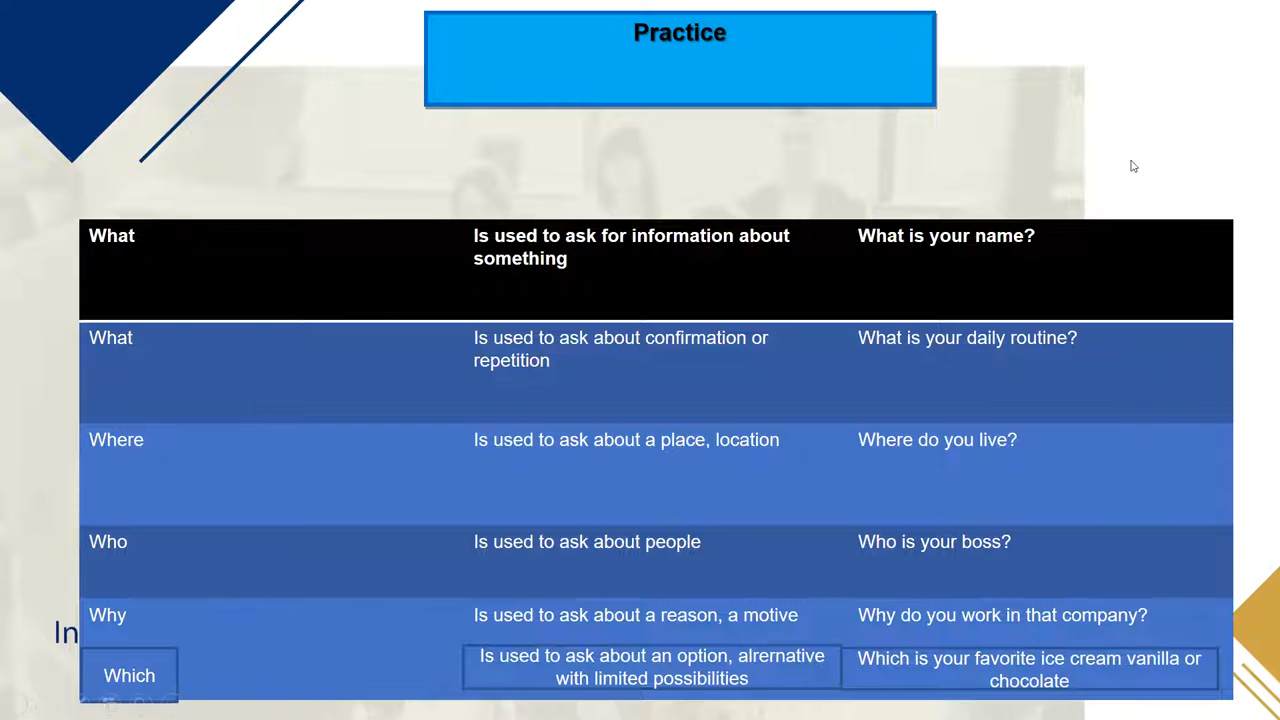 Practice
What
Is used to ask for information about
something
What is your name?
What
Is used to ask about confirmation or
repetition
What is your daily routine?
Where
Is used to ask about a place, location
Where do you live?
Who
Is used to ask about people
Who is your boss?
Why
Is used to ask about a reason, a motive
Why do you work in that company?
In
Which
Is used to ask about an option, alrernative
with limited possibilities
Which is your favorite ice cream vanilla or
chocolate